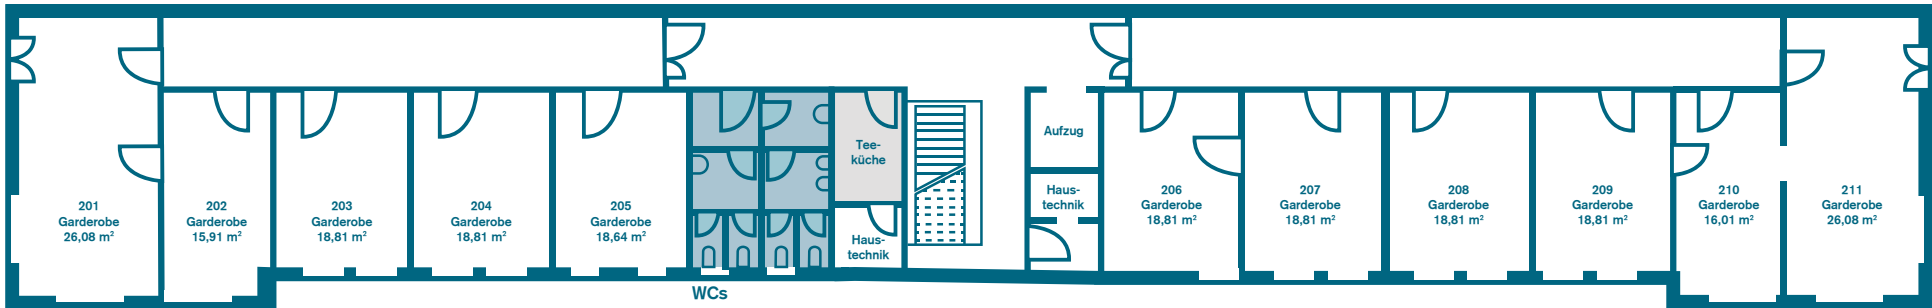 201
Garderobe
26,08 m²
202
Garderobe
15,91 m²
203
Garderobe
18,81 m²
204
Garderobe
18,81 m²
205
Garderobe
18,64 m²
WCs
Tee-
küche
Haus-
technik
Aufzug
Haus-
technik
206
Garderobe
18,81 m²
207
Garderobe
18,81 m²
208
Garderobe
18,81 m²
209
Garderobe
18,81 m²
210
Garderobe
16,01 m²
211
Garderobe
26,08 m²